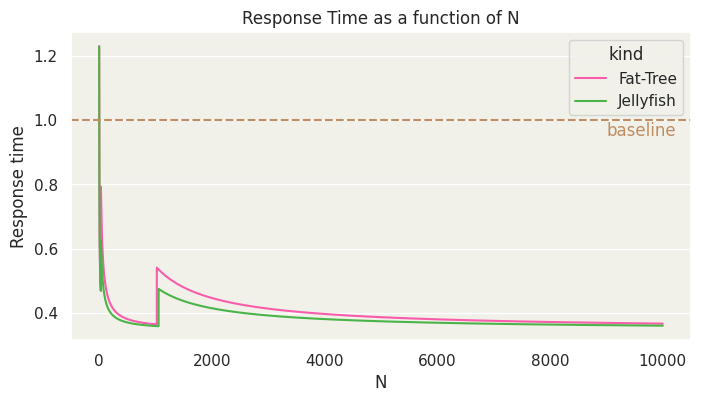 Response Time as a function of N
kind
Fat-Tree
Jellyfish
baseline
Response time
1.2
1.0
0.8
0.6
0.4
0
2000
4000
6000
8000
10000
N